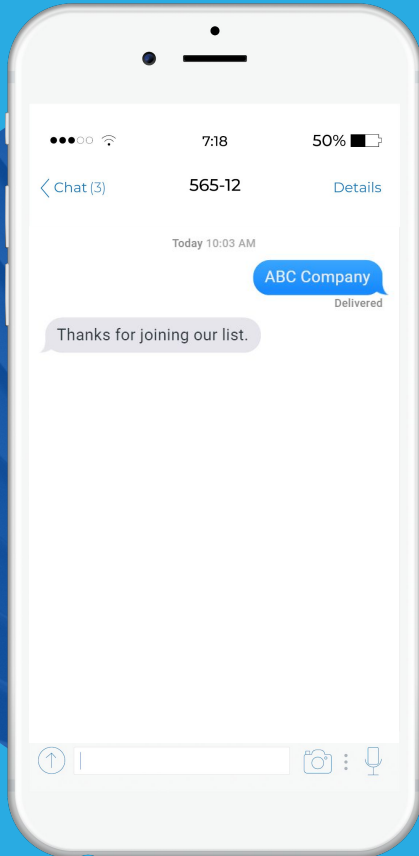 7:18
50%
Chat (3)
565-12
Details
Today 10:03 AM
ABC Company
Delivered
Thanks for joining our list.